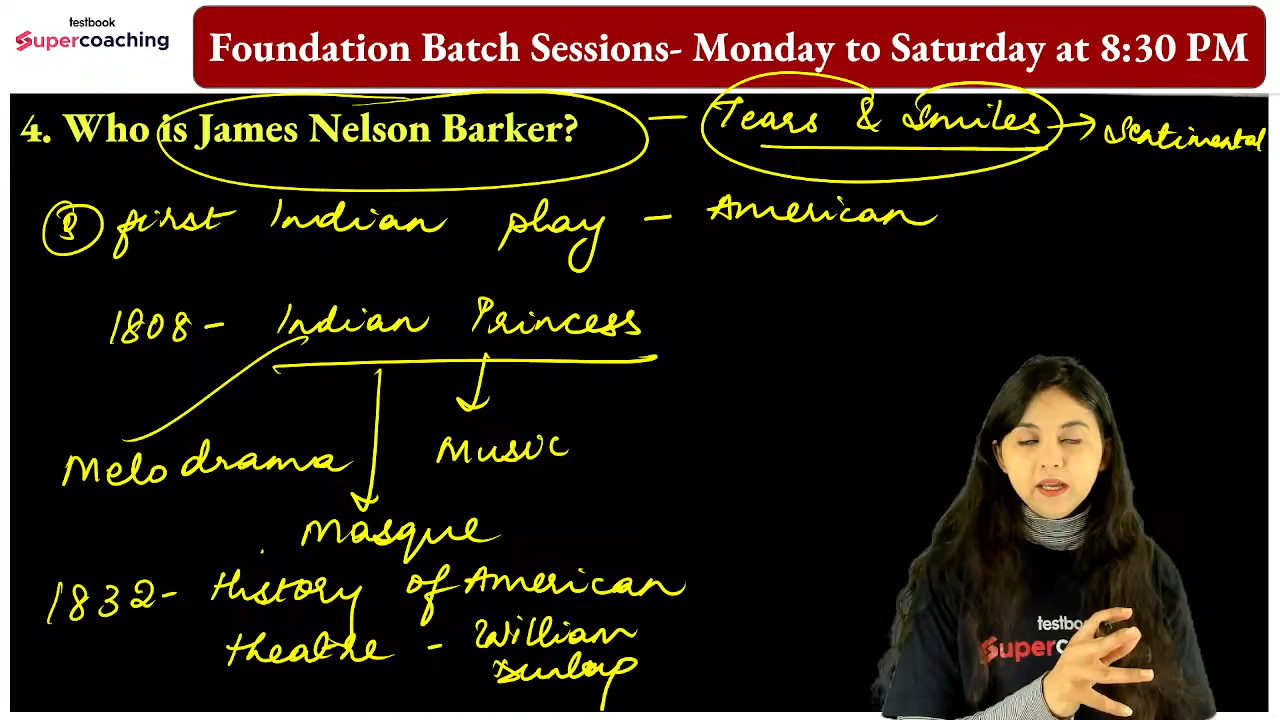 testbook
Supercoaching
Foundation Batch Sessions- Monday to Saturday at 8:30 PM
4. Who is James Nelson Barker? — Tears & Smiles → Sentimental
first Indian play - American
1808 - Indian Princess
Melodrama
Music
Masque
1832 - History of American
theatre - William
Dunlap
testbook
Superco